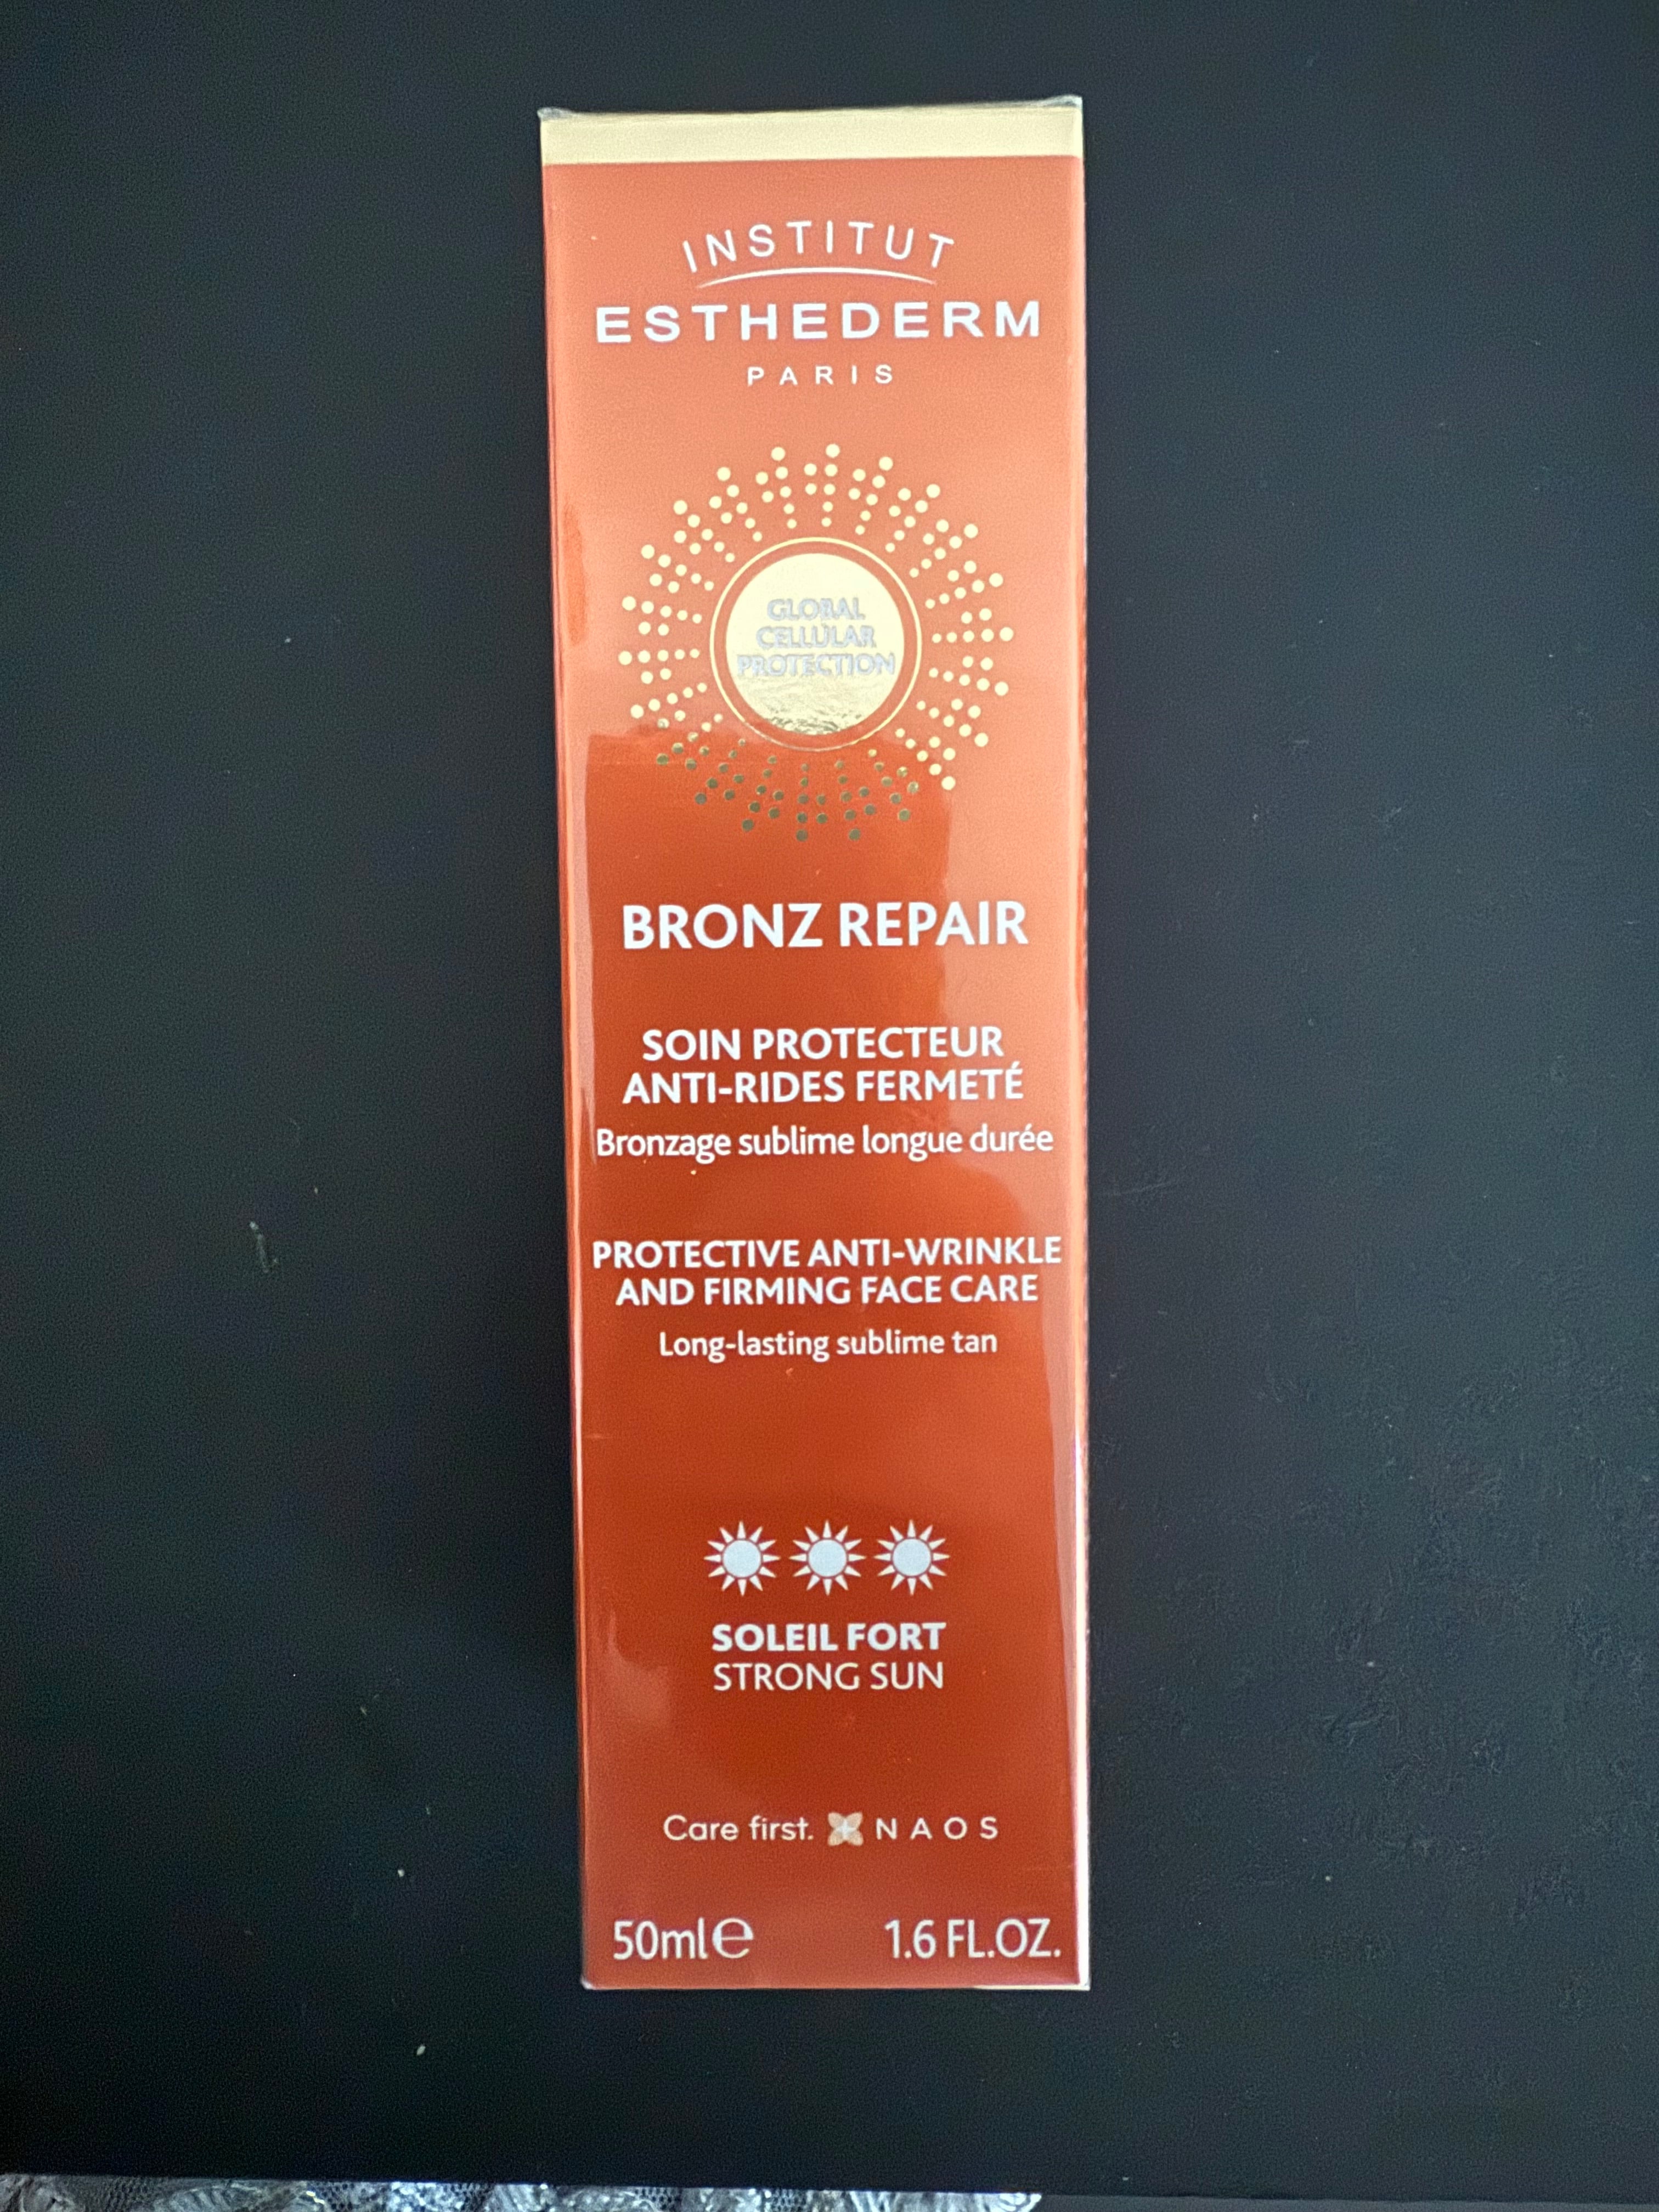 INSTITUT
ESTHEDERM
PARIS
GLOBAL
CELLULAR
PROTECTION
BRONZ REPAIR
SOIN PROTECTEUR
ANTI-RIDES FERMETÉ
Bronzage sublime longue durée
PROTECTIVE ANTI-WRINKLE
AND FIRMING FACE CARE
Long-lasting sublime tan
SOLEIL FORT
STRONG SUN
Care first. NAOS
50ml℮ 1.6 FL.OZ.